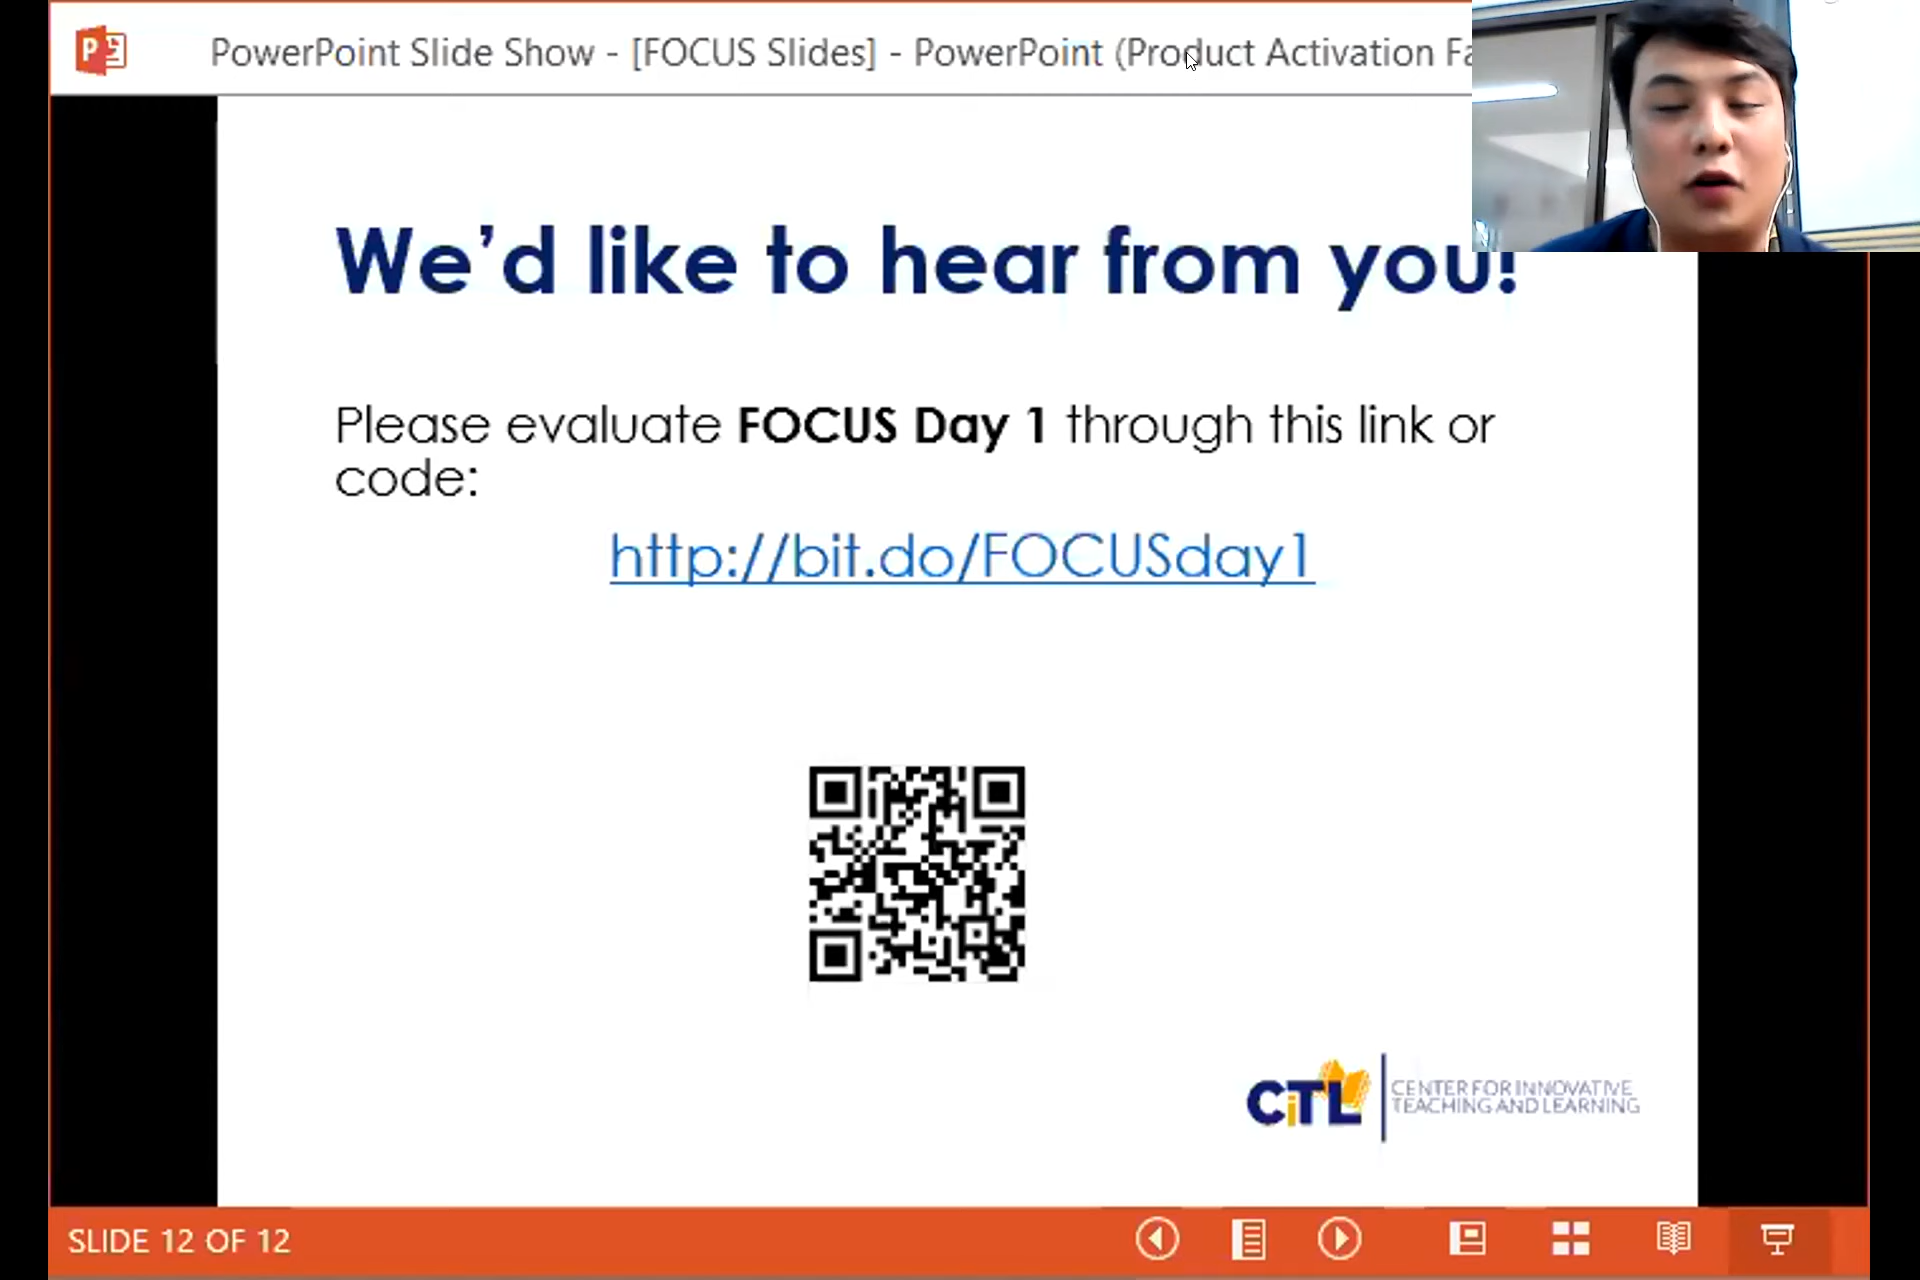 PowerPoint Slide Show - [FOCUS Slides] - PowerPoint (Product Activation Fa
We'd like to hear from you!
Please evaluate FOCUS Day 1 through this link or
code:
http://bit.do/FOCUSday1
CiTL
CENTER FOR INNOVATIVE
TEACHING AND LEARNING
SLIDE 12 OF 12